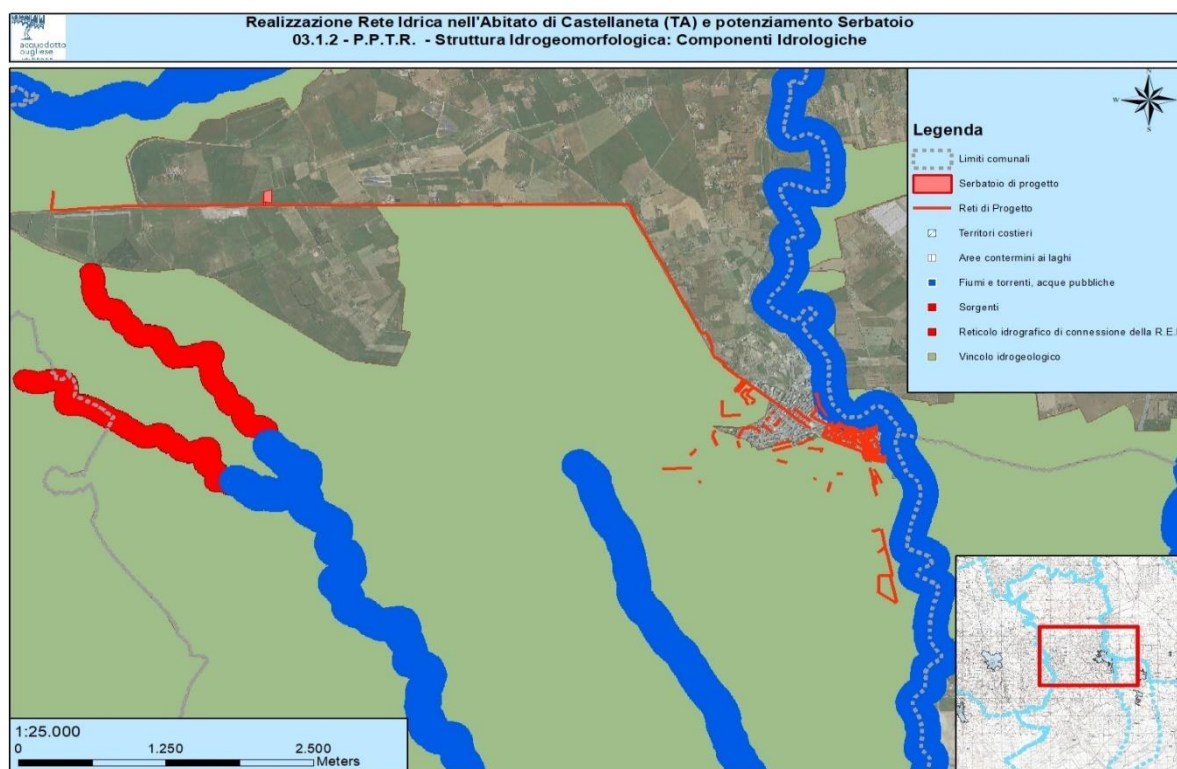 Realizzazione Rete Idrica nell'Abitato di Castellaneta (TA) e potenziamento Serbatoio
03.1.2 - P.P.T.R. - Struttura Idrogeomorfologica: Componenti Idrologiche
acquedotto
Legenda
Limiti comunali
Serbatoio di progetto
Reti di Progetto
Territori costieri
Aree contermini ai laghi
Fiumi e torrenti, acque pubbliche
Sorgenti
Reticolo idrografico di connessione della R.E.
Vincolo idrogeologico
1:25.000
0 1.250 2.500
Meters